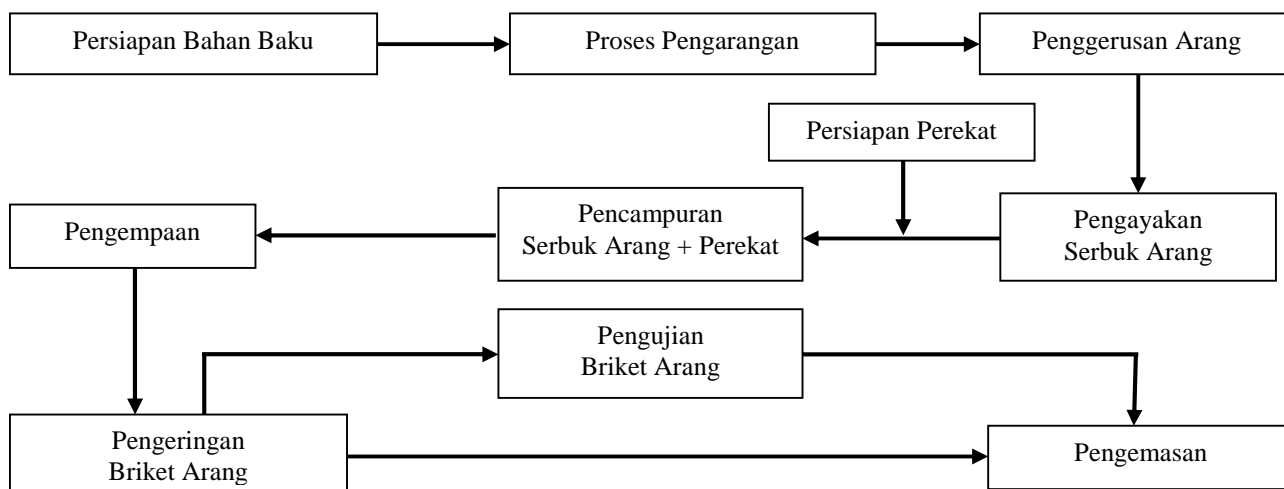 Persiapan Bahan Baku
Proses Pengarangan
Penggerusan Arang
Persiapan Perekat
Pengayakan
Serbuk Arang
Pencampuran
Serbuk Arang + Perekat
Pengempaan
Pengeringan
Briket Arang
Pengujian
Briket Arang
Pengemasan